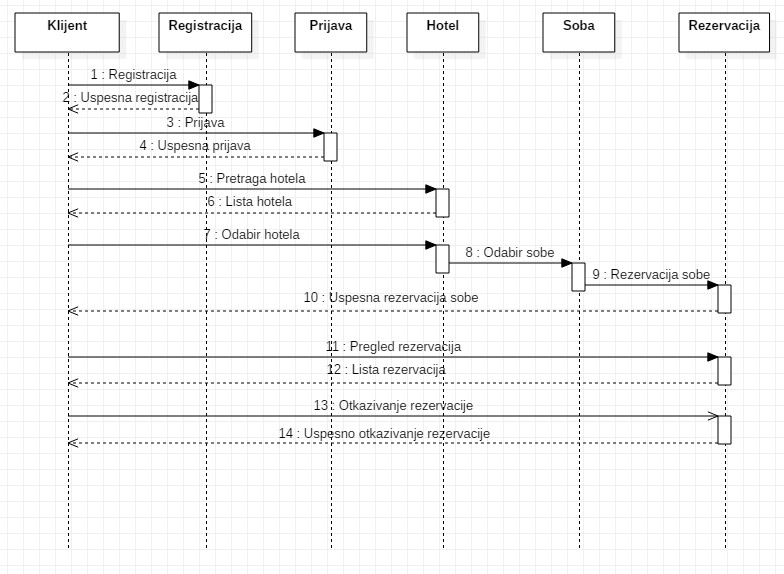 Klijent Registracija Prijava Hotel Soba Rezervacija
1 : Registracija
2 : Uspesna registracija
3 : Prijava
4 : Uspesna prijava
5 : Pretraga hotela
6 : Lista hotela
7 : Odabir hotela
8 : Odabir sobe
9 : Rezervacija sobe
10 : Uspesna rezervacija sobe
11 : Pregled rezervacija
12 : Lista rezervacija
13 : Otkazivanje rezervacije
14 : Uspesno otkazivanje rezervacije